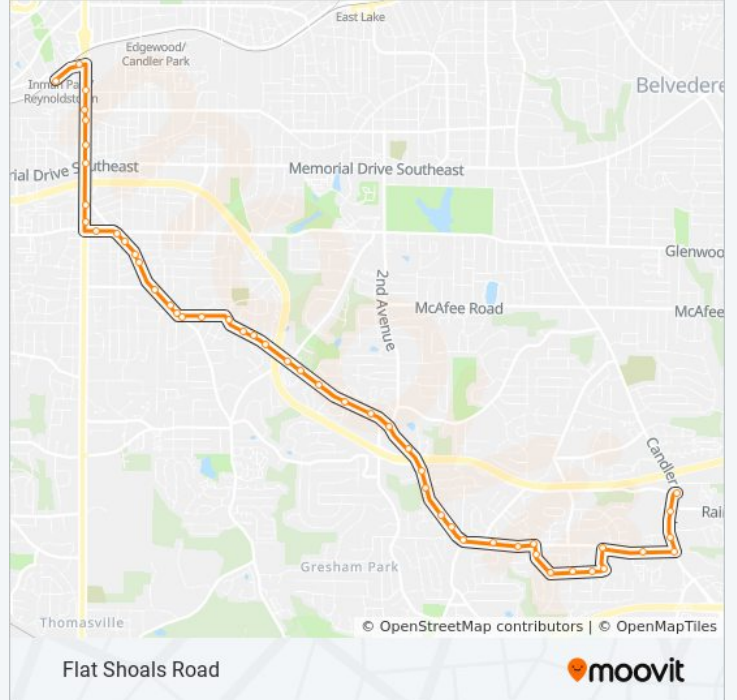 East Lake
Edgewood/
Candler Park
Belvedere
Inman Park/
Reynoldstown
Memorial Drive Southeast
rial Drive Southeast
Glenwoo
2nd Avenue
McAfee Road
McAfee
Candler
Rai
Gresham Park
Thomasville
© OpenStreetMap contributors | © OpenMapTiles
Flat Shoals Road
moovit